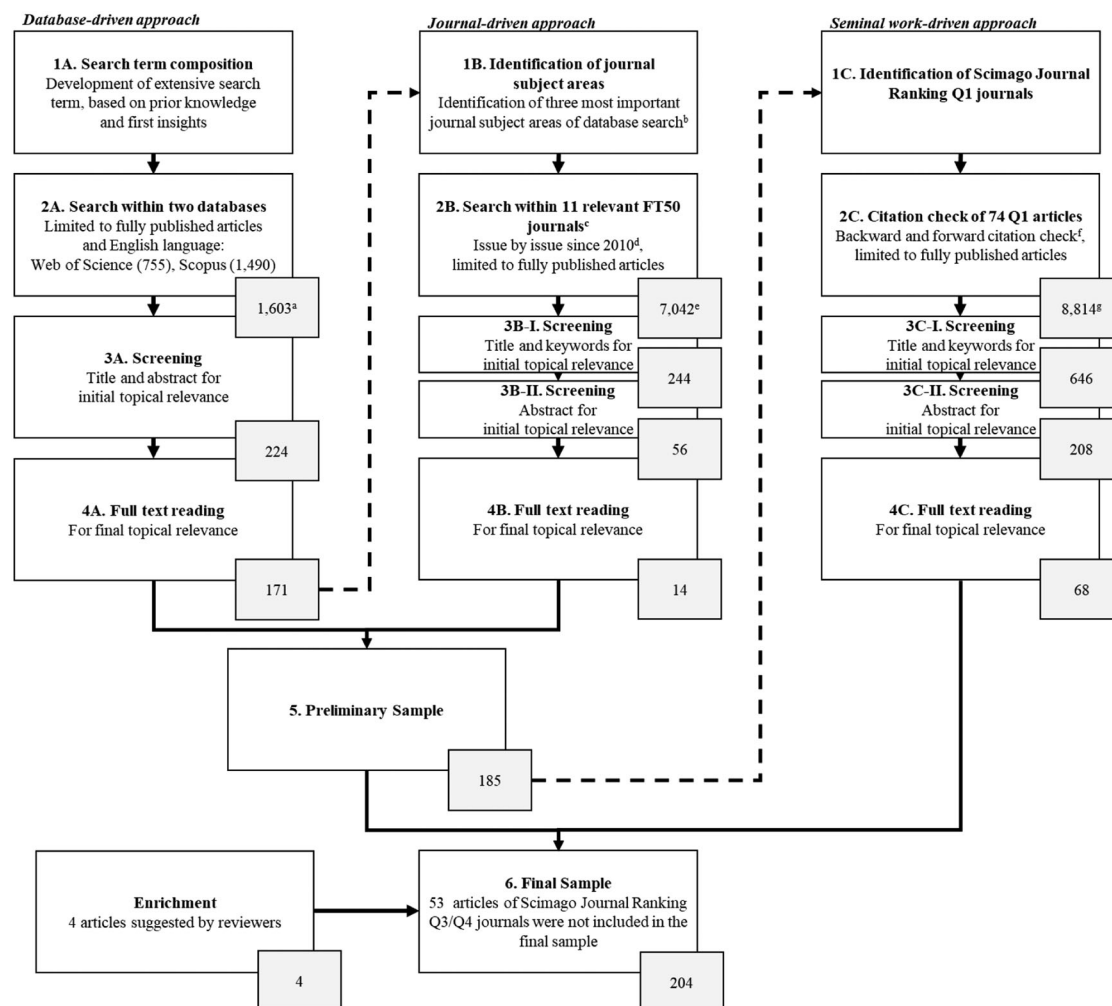 Database-driven approach
1A. Search term composition
Development of extensive search
term, based on prior knowledge
and first insights
2A. Search within two databases
Limited to fully published articles
and English language:
Web of Science (755), Scopus (1,490)
1,603ᵃ
3A. Screening
Title and abstract for
initial topical relevance
224
4A. Full text reading
For final topical relevance
171
Journal-driven approach
1B. Identification of journal
subject areas
Identification of three most important
journal subject areas of database searchᵇ
2B. Search within 11 relevant FT50
journalsᶜ
Issue by issue since 2010ᵈ,
limited to fully published articles
7,042ᵉ
3B-I. Screening
Title and keywords for
initial topical relevance
244
3B-II. Screening
Abstract for
initial topical relevance
56
4B. Full text reading
For final topical relevance
14
Seminal work-driven approach
1C. Identification of Scimago Journal
Ranking Q1 journals
2C. Citation check of 74 Q1 articles
Backward and forward citation checkᶠ,
limited to fully published articles
8,814ᵍ
3C-I. Screening
Title and keywords for
initial topical relevance
646
3C-II. Screening
Abstract for
initial topical relevance
208
4C. Full text reading
For final topical relevance
68
5. Preliminary Sample
185
Enrichment
4 articles suggested by reviewers
4
6. Final Sample
53 articles of Scimago Journal Ranking
Q3/Q4 journals were not included in the
final sample
204